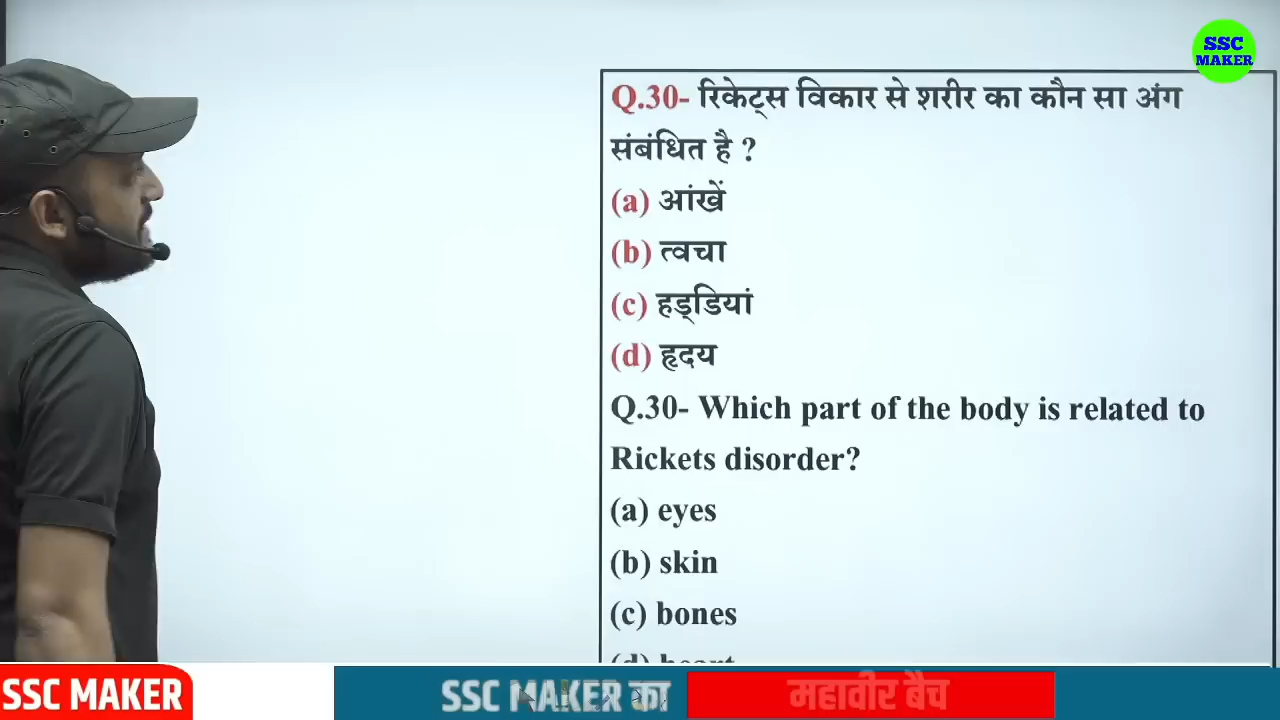 SSC
MAKER
Q.30- रिकेट्स विकार से शरीर का कौन सा अंग
संबंधित है ?
(a) आंखें
(b) त्वचा
(c) हड्डियां
(d) हृदय
Q.30- Which part of the body is related to
Rickets disorder?
(a) eyes
(b) skin
(c) bones
(d) heart
SSC MAKER
SSC MAKER का
महावीर बैच